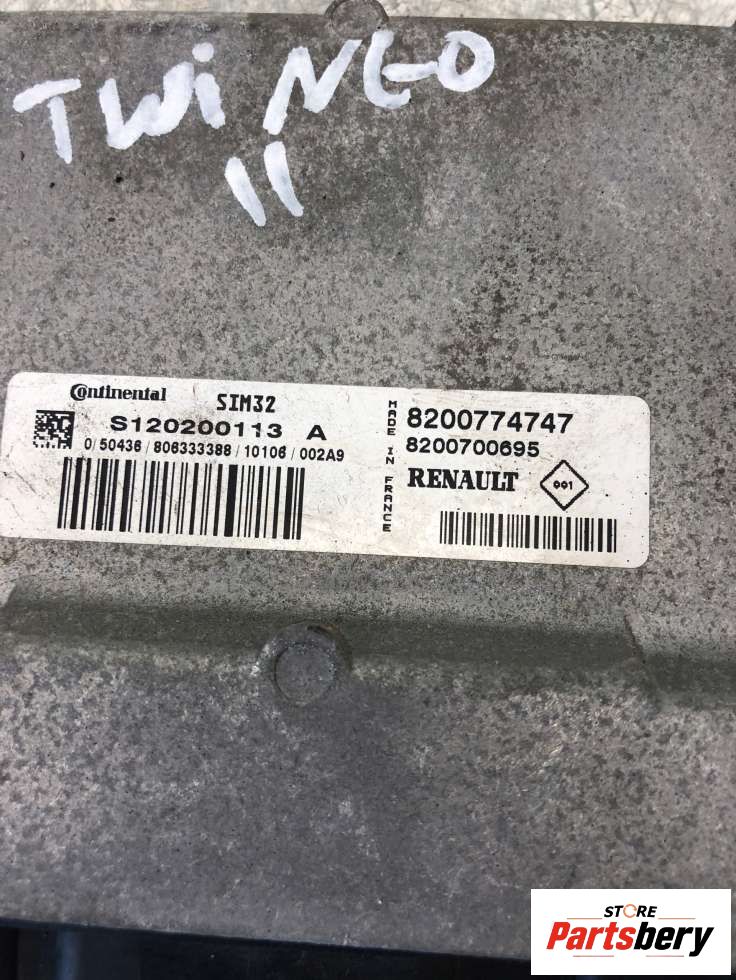 TWiNGO
II
Continental SIM32
S120200113 A
0/50436/806333388/10106/002A9
MADE IN FRANCE
8200774747
8200700695
RENAULT 001
STORE
Partsbery